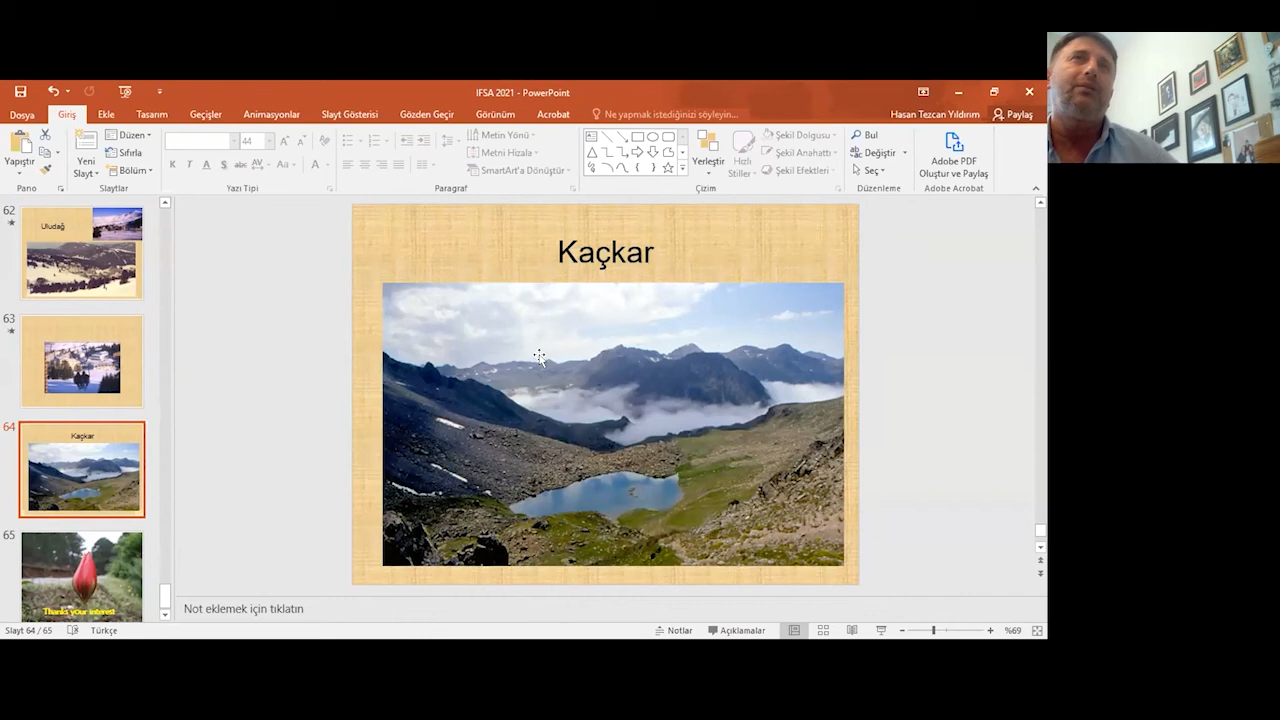 IFSA 2021 - PowerPoint
Dosya Giriş Ekle Tasarım Geçişler Animasyonlar Slayt Gösterisi Gözden Geçir Görünüm Acrobat Ne yapmak istediğinizi söyleyin... Hasan Tezcan Yıldırım Paylaş
Yapıştır
Pano
Yeni
Slayt
Düzen
Sıfırla
Bölüm
Slaytlar
44
K T A S abc AV Aa A
Yazı Tipi
Metin Yönü
Metni Hizala
SmartArt'a Dönüştür
Paragraf
Yerleştir
Hızlı
Stiller
Şekil Dolgusu
Şekil Anahattı
Şekil Efektleri
Çizim
Bul
Değiştir
Seç
Düzenleme
Adobe PDF
Oluştur ve Paylaş
Adobe Acrobat
62
Uludağ
63
64
Kaçkar
65
Thanks your interest
Kaçkar
Not eklemek için tıklatın
Slayt 64 / 65 Türkçe Notlar Açıklamalar %69